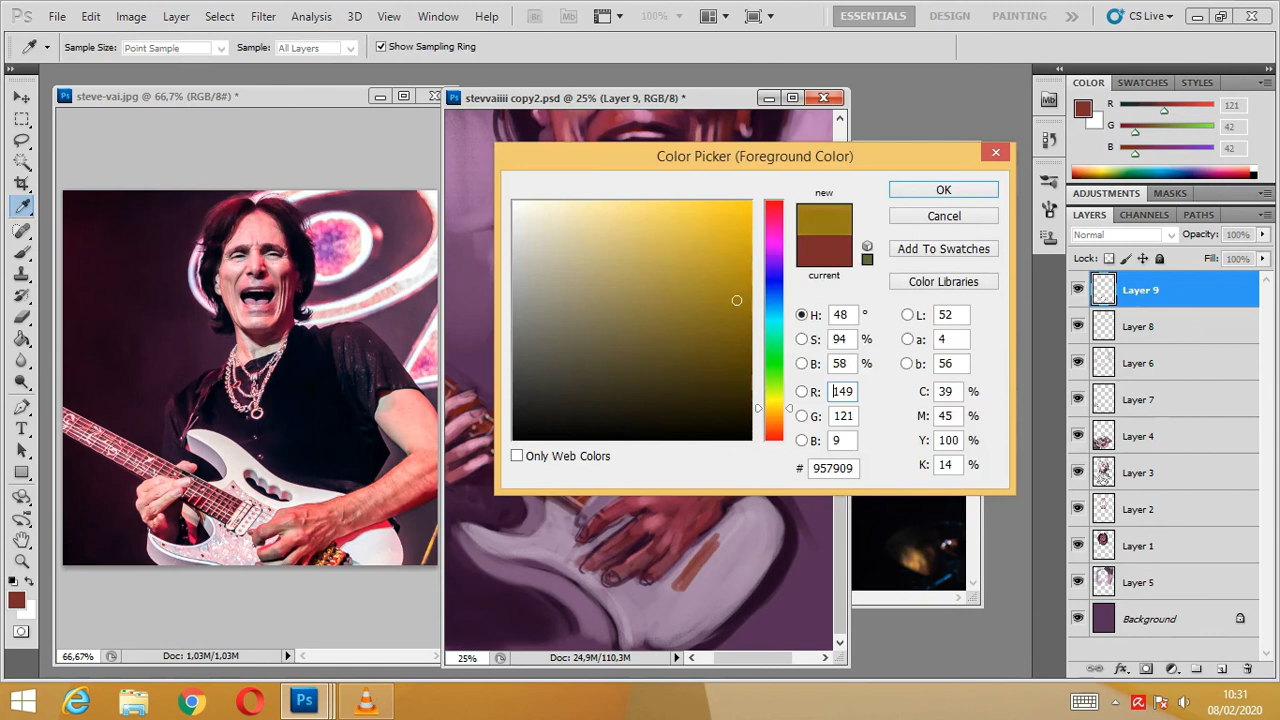 Ps File Edit Image Layer Select Filter Analysis 3D View Window Help Br Mb 100% ESSENTIALS DESIGN PAINTING CS Live
Sample Size: Point Sample Sample: All Layers Show Sampling Ring
steve-vai.jpg @ 66,7% (RGB/8#) *
stevvaiiii copy2.psd @ 25% (Layer 9, RGB/8) *
Color Picker (Foreground Color)
new
current
OK
Cancel
Add To Swatches
Color Libraries
H: 48 °
S: 94 %
B: 58 %
R: 149
G: 121
B: 9
# 957909
L: 52
a: 4
b: 56
C: 39 %
M: 45 %
Y: 100 %
K: 14 %
Only Web Colors
Mb
COLOR SWATCHES STYLES
R 121
G 42
B 42
ADJUSTMENTS MASKS
LAYERS CHANNELS PATHS
Normal Opacity: 100%
Lock: Fill: 100%
Layer 9
Layer 8
Layer 6
Layer 7
Layer 4
Layer 3
Layer 2
Layer 1
Layer 5
Background
66,67% Doc: 1,03M/1,03M
25% Doc: 24,9M/110,3M
Ps
10:31
08/02/2020